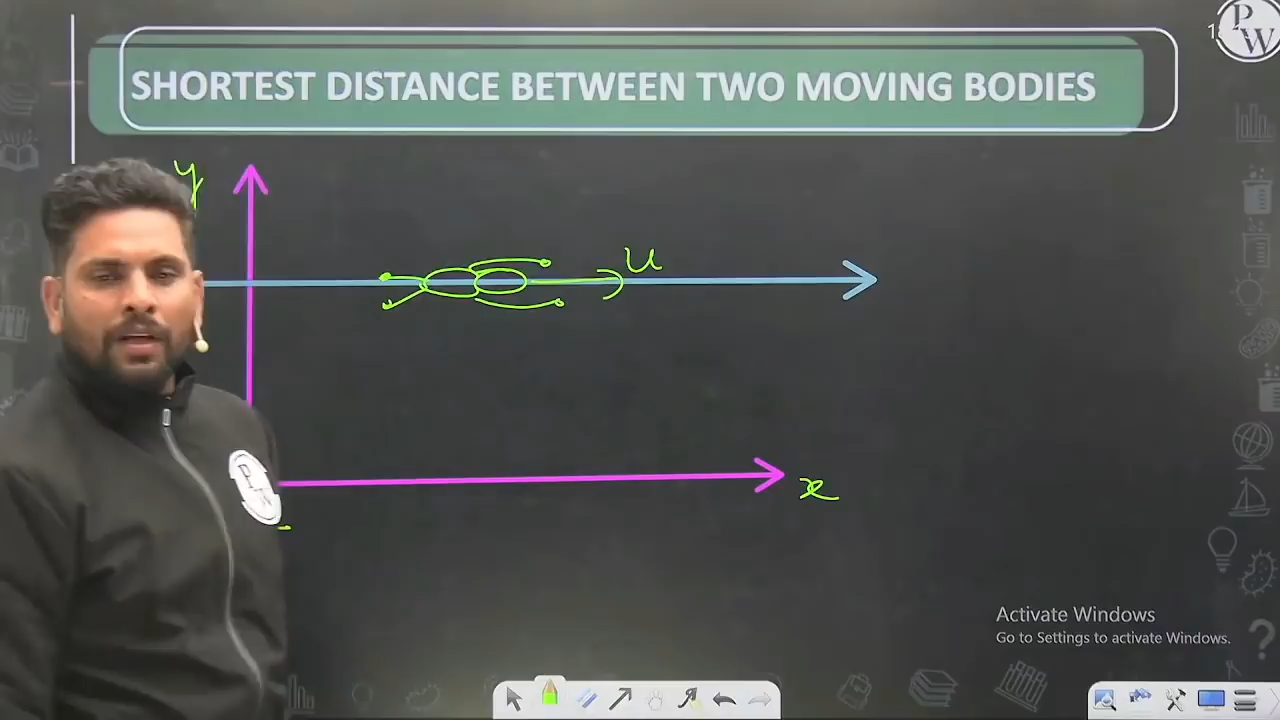 P
W
SHORTEST DISTANCE BETWEEN TWO MOVING BODIES
y
u
x
Activate Windows
Go to Settings to activate Windows.